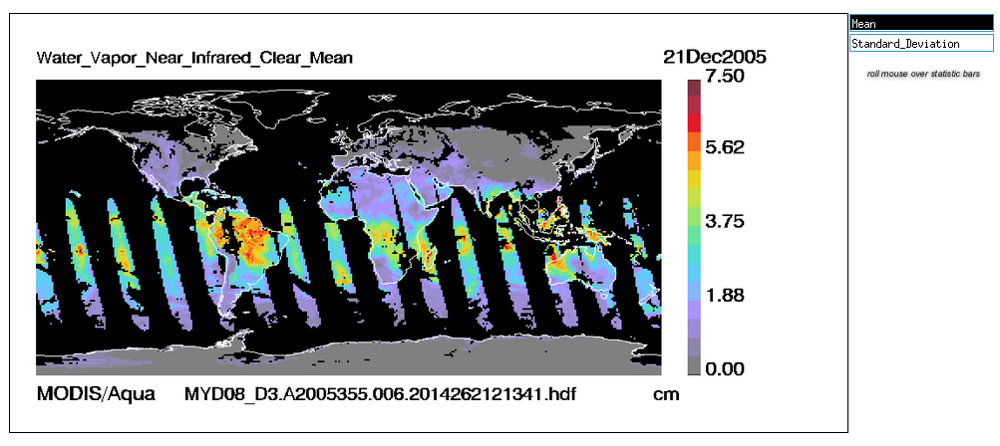 Water_Vapor_Near_Infrared_Clear_Mean
21Dec2005
7.50
5.62
3.75
1.88
0.00
MODIS/Aqua
MYD08_D3.A2005355.006.2014262121341.hdf
cm
Mean
Standard_Deviation
roll mouse over statistic bars